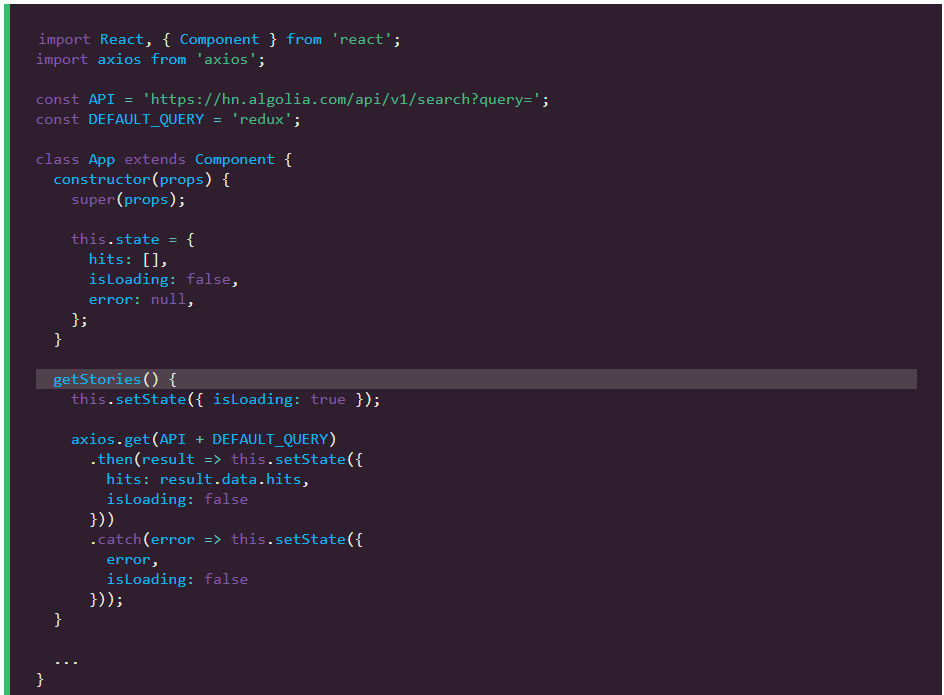 import React, { Component } from 'react';
import axios from 'axios';
const API = 'https://hn.algolia.com/api/v1/search?query=';
const DEFAULT_QUERY = 'redux';
class App extends Component {
constructor(props) {
super(props);
this.state = {
hits: [],
isLoading: false,
error: null,
};
}
getStories() {
this.setState({ isLoading: true });
axios.get(API + DEFAULT_QUERY)
.then(result => this.setState({
hits: result.data.hits,
isLoading: false
}))
.catch(error => this.setState({
error,
isLoading: false
}));
}
...
}